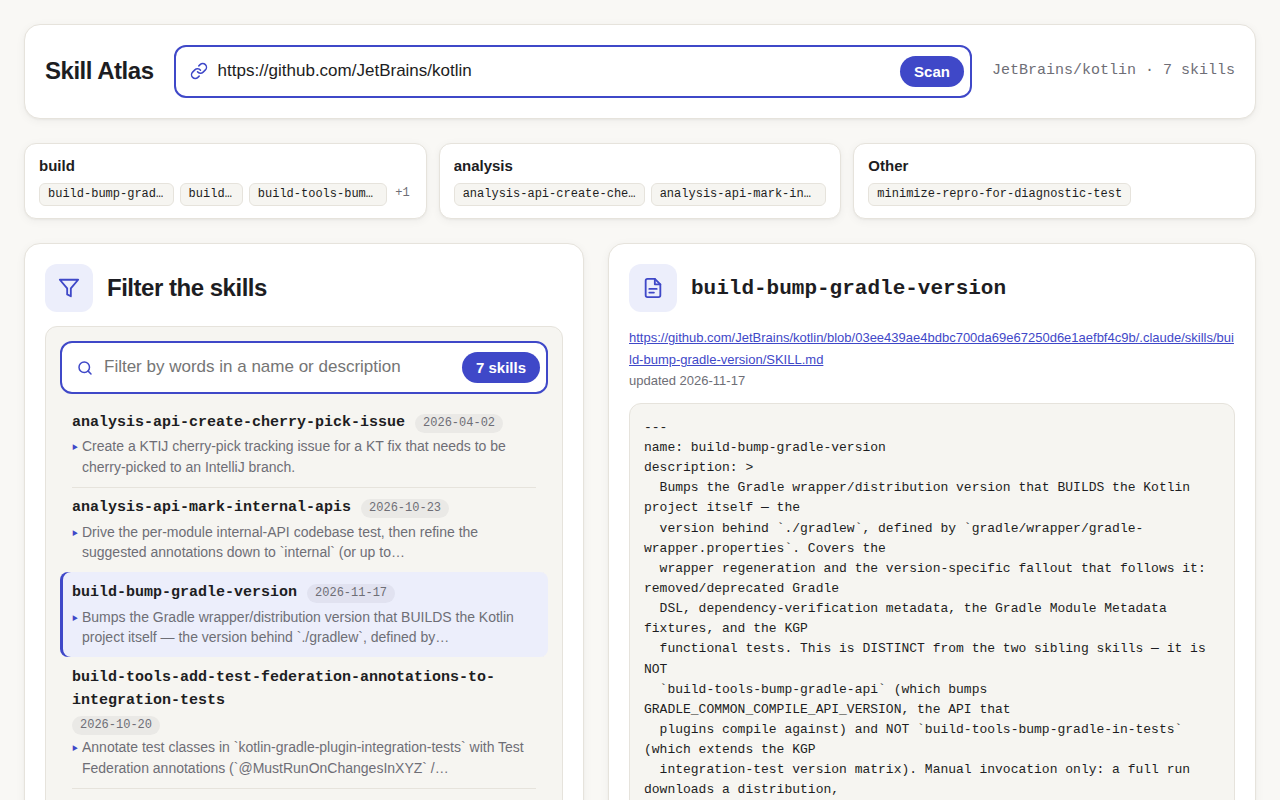 Skill Atlas
https://github.com/JetBrains/kotlin
Scan
JetBrains/kotlin · 7 skills
build
build-bump-grad… build… build-tools-bum… +1
analysis
analysis-api-create-che… analysis-api-mark-in…
Other
minimize-repro-for-diagnostic-test
Filter the skills
Filter by words in a name or description
7 skills
analysis-api-create-cherry-pick-issue 2026-04-02
▸ Create a KTIJ cherry-pick tracking issue for a KT fix that needs to be
cherry-picked to an IntelliJ branch.
analysis-api-mark-internal-apis 2026-10-23
▸ Drive the per-module internal-API codebase test, then refine the
suggested annotations down to `internal` (or up to…
build-bump-gradle-version 2026-11-17
▸ Bumps the Gradle wrapper/distribution version that BUILDS the Kotlin
project itself — the version behind `./gradlew`, defined by…
build-tools-add-test-federation-annotations-to-
integration-tests
2026-10-20
▸ Annotate test classes in `kotlin-gradle-plugin-integration-tests` with Test
Federation annotations (`@MustRunOnChangesInXYZ` /…
build-bump-gradle-version
https://github.com/JetBrains/kotlin/blob/03ee439ae4bdbc700da69e67250d6e1aefbf4c9b/.claude/skills/bui
ld-bump-gradle-version/SKILL.md
updated 2026-11-17
---
name: build-bump-gradle-version
description: >
Bumps the Gradle wrapper/distribution version that BUILDS the Kotlin
project itself — the
version behind `./gradlew`, defined by `gradle/wrapper/gradle-
wrapper.properties`. Covers the
wrapper regeneration and the version-specific fallout that follows it:
removed/deprecated Gradle
DSL, dependency-verification metadata, the Gradle Module Metadata
fixtures, and the KGP
functional tests. This is DISTINCT from the two sibling skills — it is
NOT
`build-tools-bump-gradle-api` (which bumps
GRADLE_COMMON_COMPILE_API_VERSION, the API that
plugins compile against) and NOT `build-tools-bump-gradle-in-tests`
(which extends the KGP
integration-test version matrix). Manual invocation only: a full run
downloads a distribution,